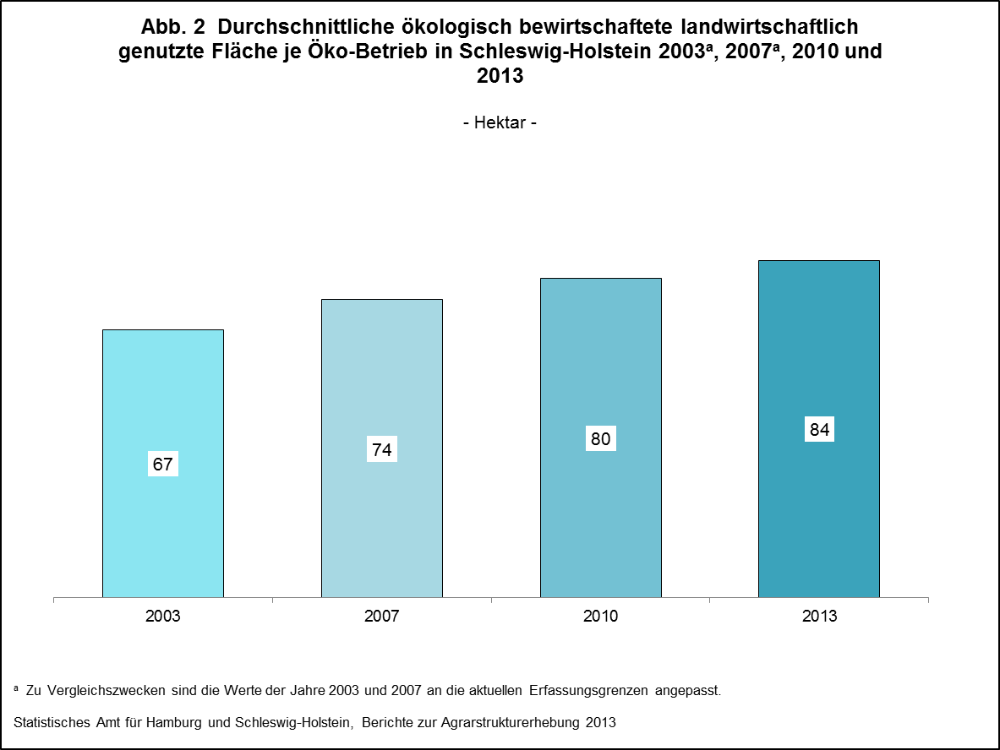 Abb. 2  Durchschnittliche ökologisch bewirtschaftete landwirtschaftlich
genutzte Fläche je Öko-Betrieb in Schleswig-Holstein 2003ᵃ, 2007ᵃ, 2010 und
2013
- Hektar -
67
74
80
84
2003
2007
2010
2013
ᵃ Zu Vergleichszwecken sind die Werte der Jahre 2003 und 2007 an die aktuellen Erfassungsgrenzen angepasst.
Statistisches Amt für Hamburg und Schleswig-Holstein, Berichte zur Agrarstrukturerhebung 2013